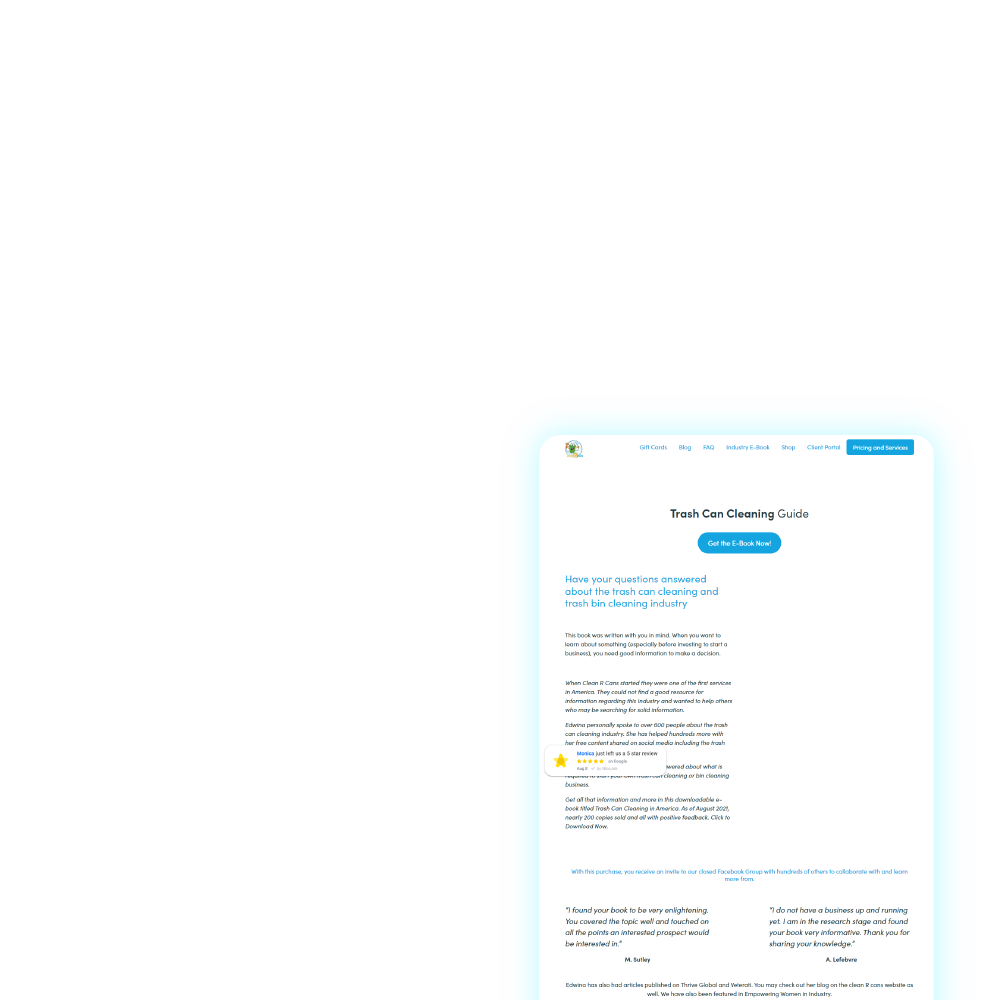 Gift Cards Blog FAQ Industry E-Book Shop Client Portal Pricing and Services
Trash Can Cleaning Guide
Get the E-Book Now!
Have your questions answered
about the trash can cleaning and
trash bin cleaning industry
This book was written with you in mind. When you want to
learn about something (especially before investing to start a
business), you need good information to make a decision.
When Clean R Cans started they were one of the first services
in America. They could not find a good resource for
information regarding this industry and wanted to help others
who may be searching for solid information.
Edwina personally spoke to over 600 people about the trash
can cleaning industry. She has helped hundreds more with
her free content shared on social media including the trash
Monica just left us a 5 star review
on Google
Aug 8
about what is
cleaning or bin cleaning
business.
Get all that information and more in this downloadable e-
book titled Trash Can Cleaning in America. As of August 2021,
nearly 200 copies sold and all with positive feedback. Click to
Download Now.
With this purchase, you receive an invite to our closed Facebook Group with hundreds of others to collaborate with and learn
more from.
"I found your book to be very enlightening.
You covered the topic well and touched on
all the points an interested prospect would
be interested in."
M. Sutley
"I do not have a business up and running
yet. I am in the research stage and found
your book very informative. Thank you for
sharing your knowledge."
A. Lefebvre
Edwina has also had articles published on Thrive Global and Yeteralt. You may check out her blog on the clean R cans website as
well. We have also been featured in Empowering Women in Industry.